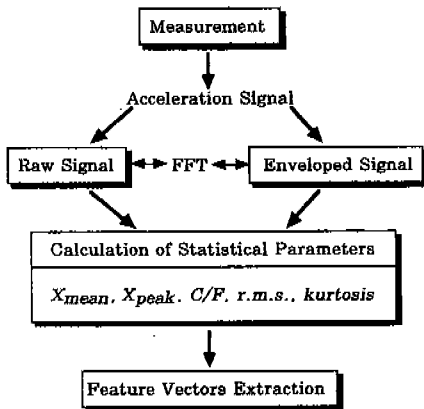 Measurement
Acceleration Signal
Raw Signal
FFT
Enveloped Signal
Calculation of Statistical Parameters
Xmean, Xpeak, C/F, r.m.s., kurtosis
Feature Vectors Extraction